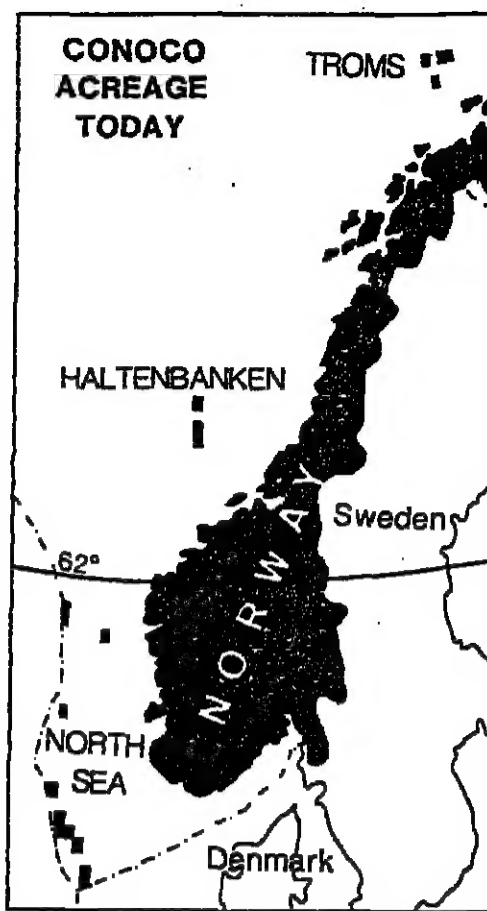 CONOCO
ACREAGE
TODAY
TROMS
HALTENBANKEN
Sweden
62°
NORWAY
NORTH
SEA
Denmark